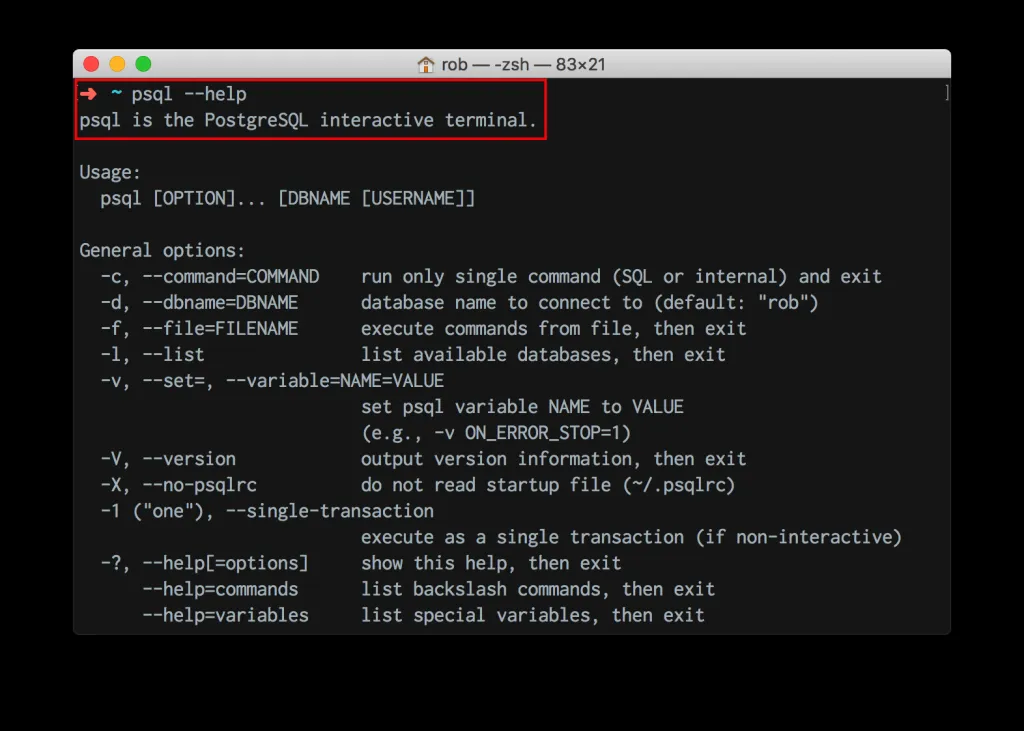 rob — -zsh — 83×21
➜ ~ psql --help
psql is the PostgreSQL interactive terminal.
Usage:
  psql [OPTION]... [DBNAME [USERNAME]]
General options:
  -c, --command=COMMAND    run only single command (SQL or internal) and exit
  -d, --dbname=DBNAME      database name to connect to (default: "rob")
  -f, --file=FILENAME      execute commands from file, then exit
  -l, --list               list available databases, then exit
  -v, --set=, --variable=NAME=VALUE
                           set psql variable NAME to VALUE
                           (e.g., -v ON_ERROR_STOP=1)
  -V, --version            output version information, then exit
  -X, --no-psqlrc          do not read startup file (~/.psqlrc)
  -1 ("one"), --single-transaction
                           execute as a single transaction (if non-interactive)
  -?, --help[=options]     show this help, then exit
      --help=commands      list backslash commands, then exit
      --help=variables     list special variables, then exit